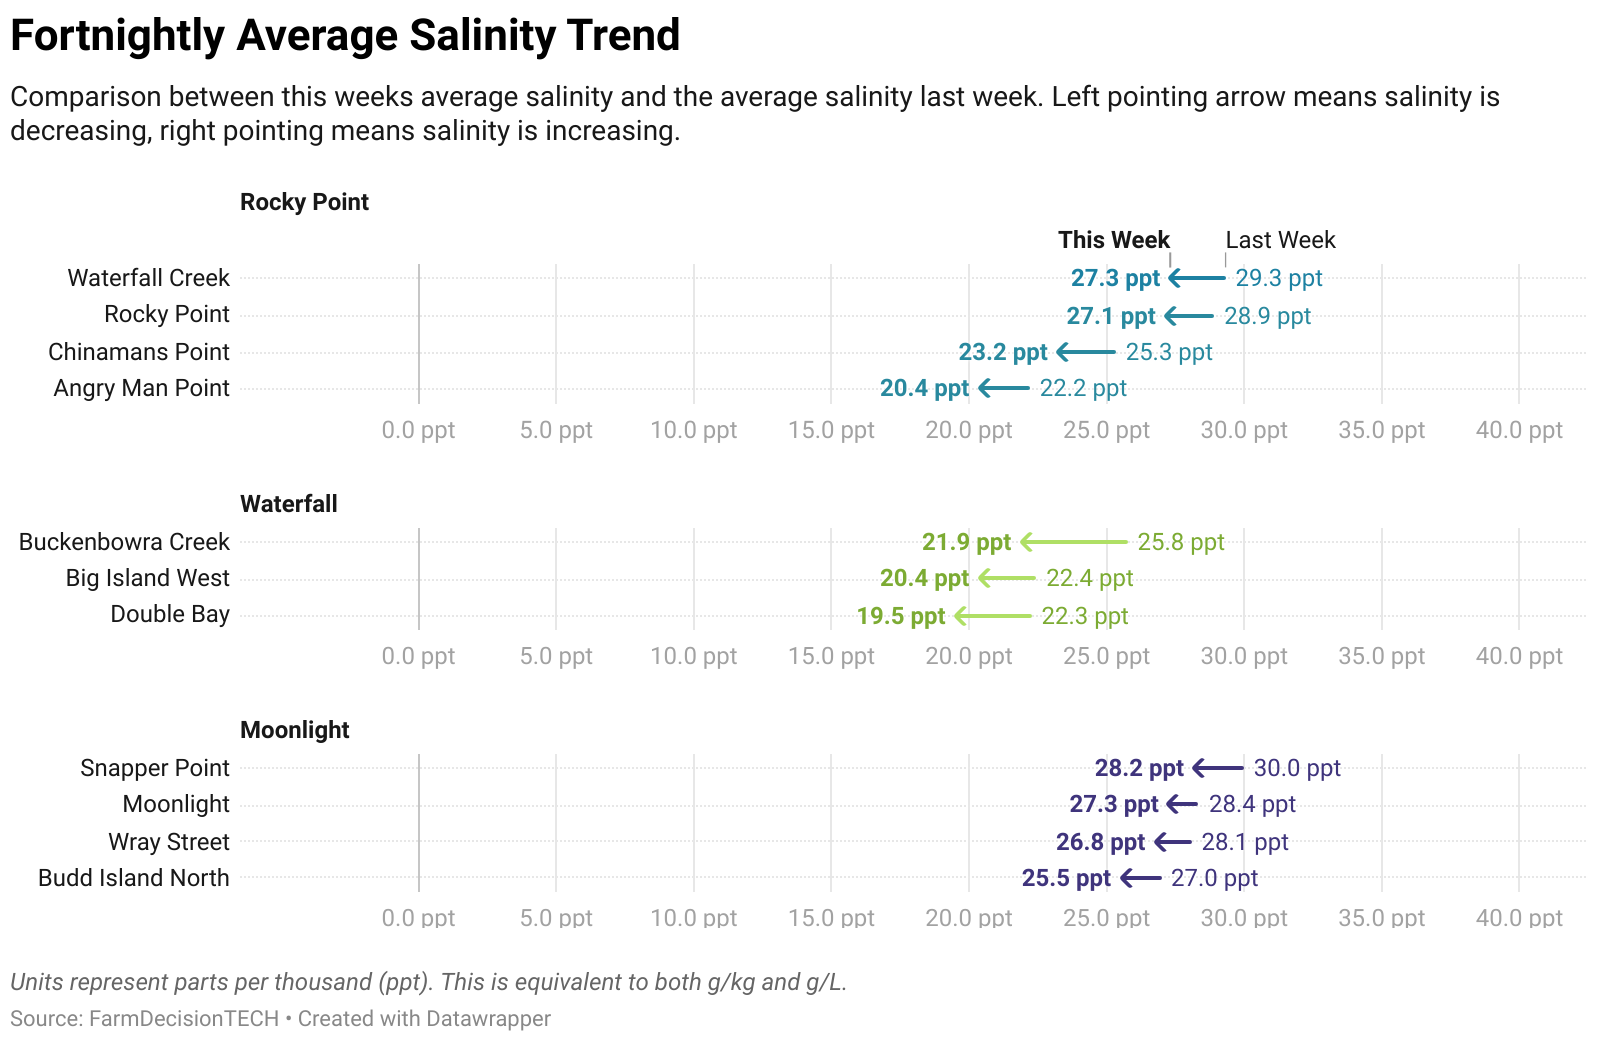 Fortnightly Average Salinity Trend
Comparison between this weeks average salinity and the average salinity last week. Left pointing arrow means salinity is
decreasing, right pointing means salinity is increasing.
Rocky Point
This Week Last Week
Waterfall Creek 27.3 ppt 29.3 ppt
Rocky Point 27.1 ppt 28.9 ppt
Chinamans Point 23.2 ppt 25.3 ppt
Angry Man Point 20.4 ppt 22.2 ppt
0.0 ppt 5.0 ppt 10.0 ppt 15.0 ppt 20.0 ppt 25.0 ppt 30.0 ppt 35.0 ppt 40.0 ppt
Waterfall
Buckenbowra Creek 21.9 ppt 25.8 ppt
Big Island West 20.4 ppt 22.4 ppt
Double Bay 19.5 ppt 22.3 ppt
0.0 ppt 5.0 ppt 10.0 ppt 15.0 ppt 20.0 ppt 25.0 ppt 30.0 ppt 35.0 ppt 40.0 ppt
Moonlight
Snapper Point 28.2 ppt 30.0 ppt
Moonlight 27.3 ppt 28.4 ppt
Wray Street 26.8 ppt 28.1 ppt
Budd Island North 25.5 ppt 27.0 ppt
0.0 ppt 5.0 ppt 10.0 ppt 15.0 ppt 20.0 ppt 25.0 ppt 30.0 ppt 35.0 ppt 40.0 ppt
Units represent parts per thousand (ppt). This is equivalent to both g/kg and g/L.
Source: FarmDecisionTECH • Created with Datawrapper